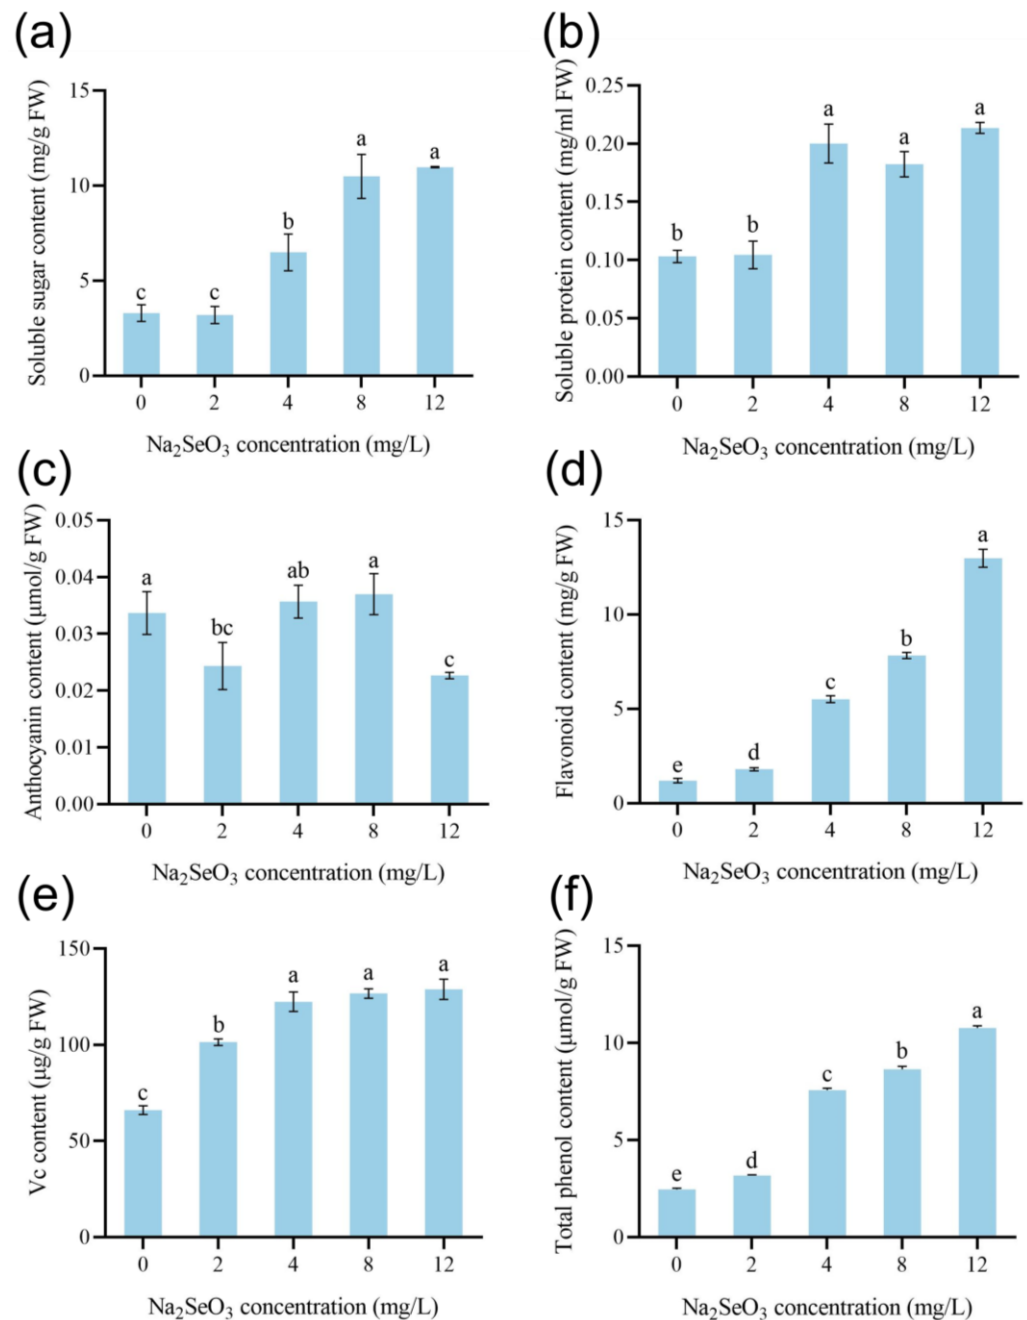 (a)
Soluble sugar content (mg/g FW)
15
10
5
0
c
c
b
a
a
0 2 4 8 12
Na₂SeO₃ concentration (mg/L)
(b)
Soluble protein content (mg/ml FW)
0.25
0.20
0.15
0.10
0.05
0.00
b
b
a
a
a
0 2 4 8 12
Na₂SeO₃ concentration (mg/L)
(c)
Anthocyanin content (μmol/g FW)
0.05
0.04
0.03
0.02
0.01
0.00
a
bc
ab
a
c
0 2 4 8 12
Na₂SeO₃ concentration (mg/L)
(d)
Flavonoid content (mg/g FW)
15
10
5
0
e
d
c
b
a
0 2 4 8 12
Na₂SeO₃ concentration (mg/L)
(e)
Vc content (μg/g FW)
150
100
50
0
c
b
a
a
a
0 2 4 8 12
Na₂SeO₃ concentration (mg/L)
(f)
Total phenol content (μmol/g FW)
15
10
5
0
e
d
c
b
a
0 2 4 8 12
Na₂SeO₃ concentration (mg/L)